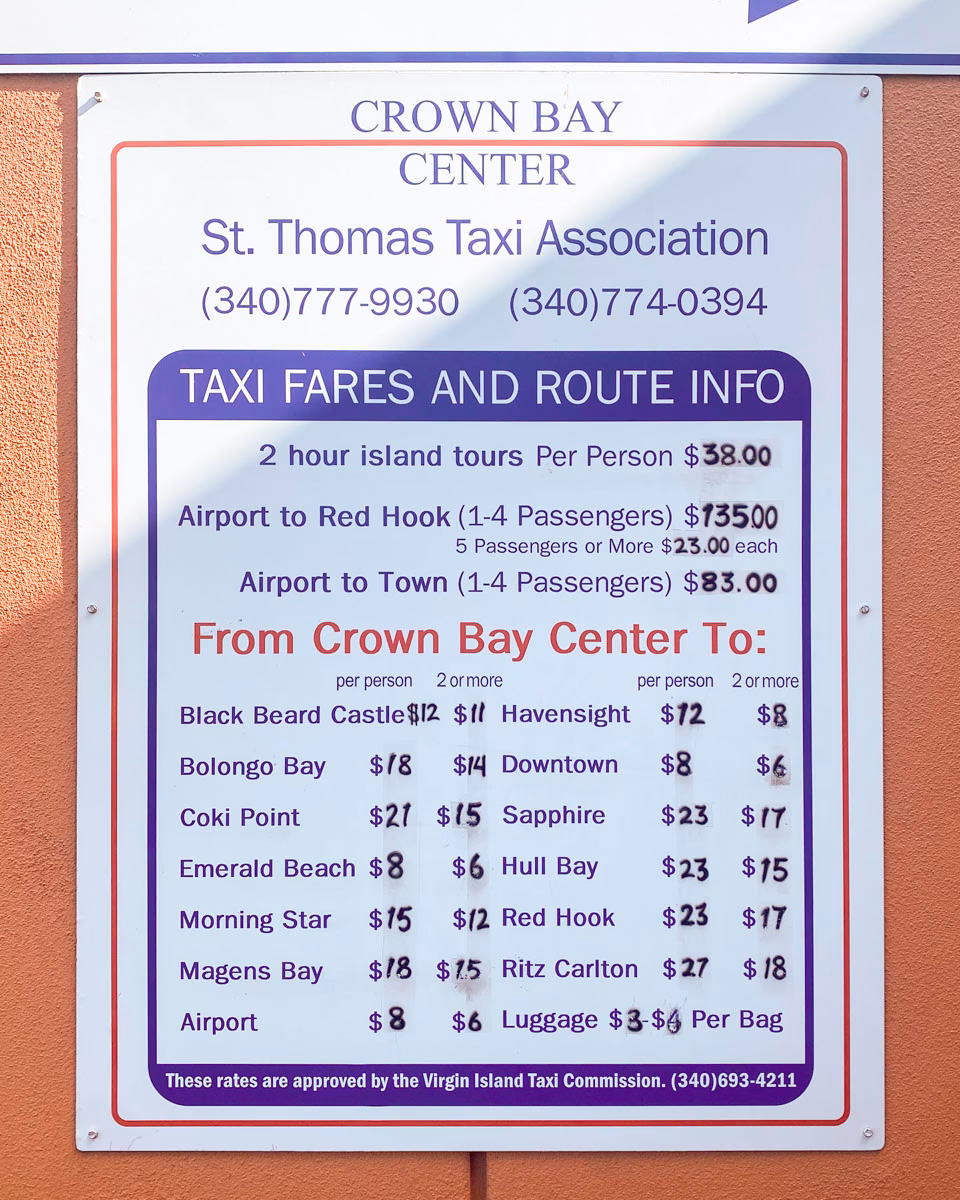 CROWN BAY
CENTER
St. Thomas Taxi Association
(340)777-9930 (340)774-0394
TAXI FARES AND ROUTE INFO
2 hour island tours Per Person $38.00
Airport to Red Hook (1-4 Passengers) $135.00
5 Passengers or More $23.00 each
Airport to Town (1-4 Passengers) $83.00
From Crown Bay Center To:
per person 2 or more per person 2 or more
Black Beard Castle $12 $11 Havensight $12 $8
Bolongo Bay $18 $14 Downtown $8 $6
Coki Point $21 $15 Sapphire $23 $17
Emerald Beach $8 $6 Hull Bay $23 $15
Morning Star $15 $12 Red Hook $23 $17
Magens Bay $18 $15 Ritz Carlton $27 $18
Airport $8 $6 Luggage $3-$4 Per Bag
These rates are approved by the Virgin Island Taxi Commission. (340)693-4211